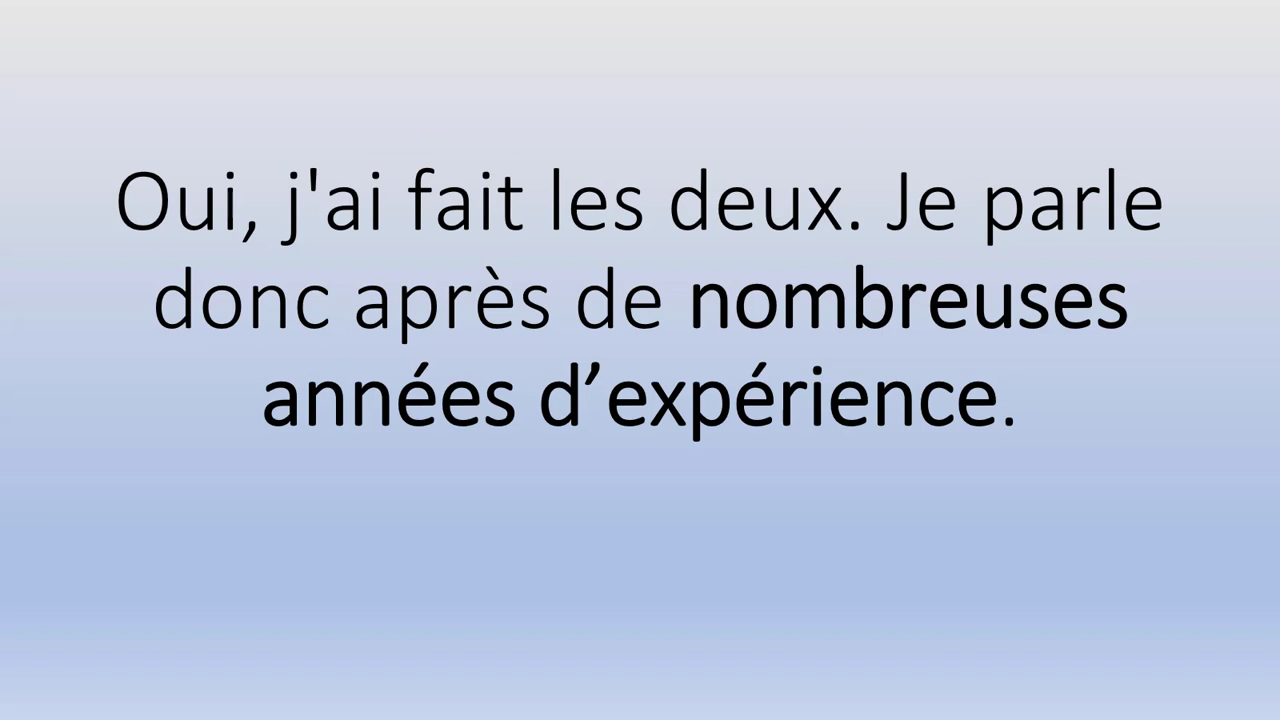 Oui, j'ai fait les deux. Je parle
donc après de nombreuses
années d’expérience.